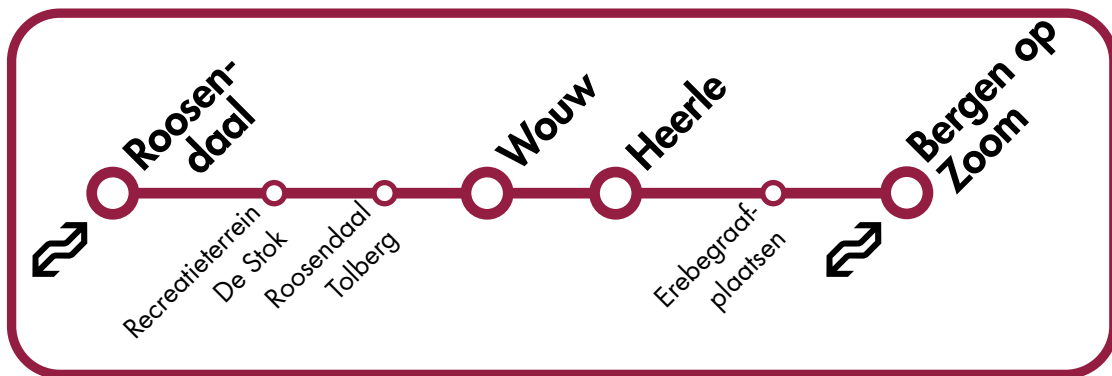 Roosen-
daal
Recreatieterrein
De Stok
Roosendaal
Tolberg
Wouw
Heerle
Erebegraaf-
plaatsen
Bergen op
Zoom